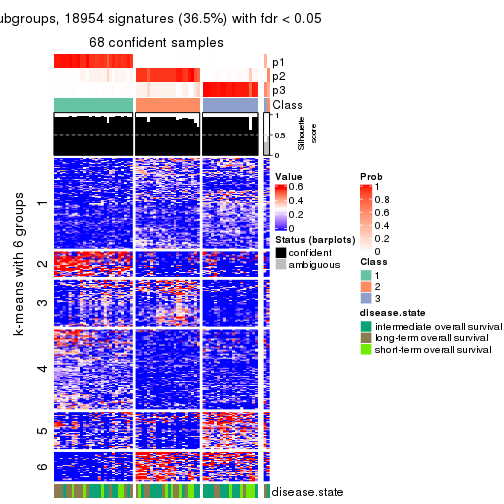 ubgroups, 18954 signatures (36.5%) with fdr < 0.05
68 confident samples
p1
p2
p3
Class
1
0.5
0
Silhouette
score
k-means with 6 groups
1
2
3
4
5
6
disease.state
Value
0.6
0.4
0.2
0
Status (barplots)
confident
ambiguous
Prob
1
0.8
0.6
0.4
0.2
0
Class
1
2
3
disease.state
intermediate overall survival
long-term overall survival
short-term overall survival